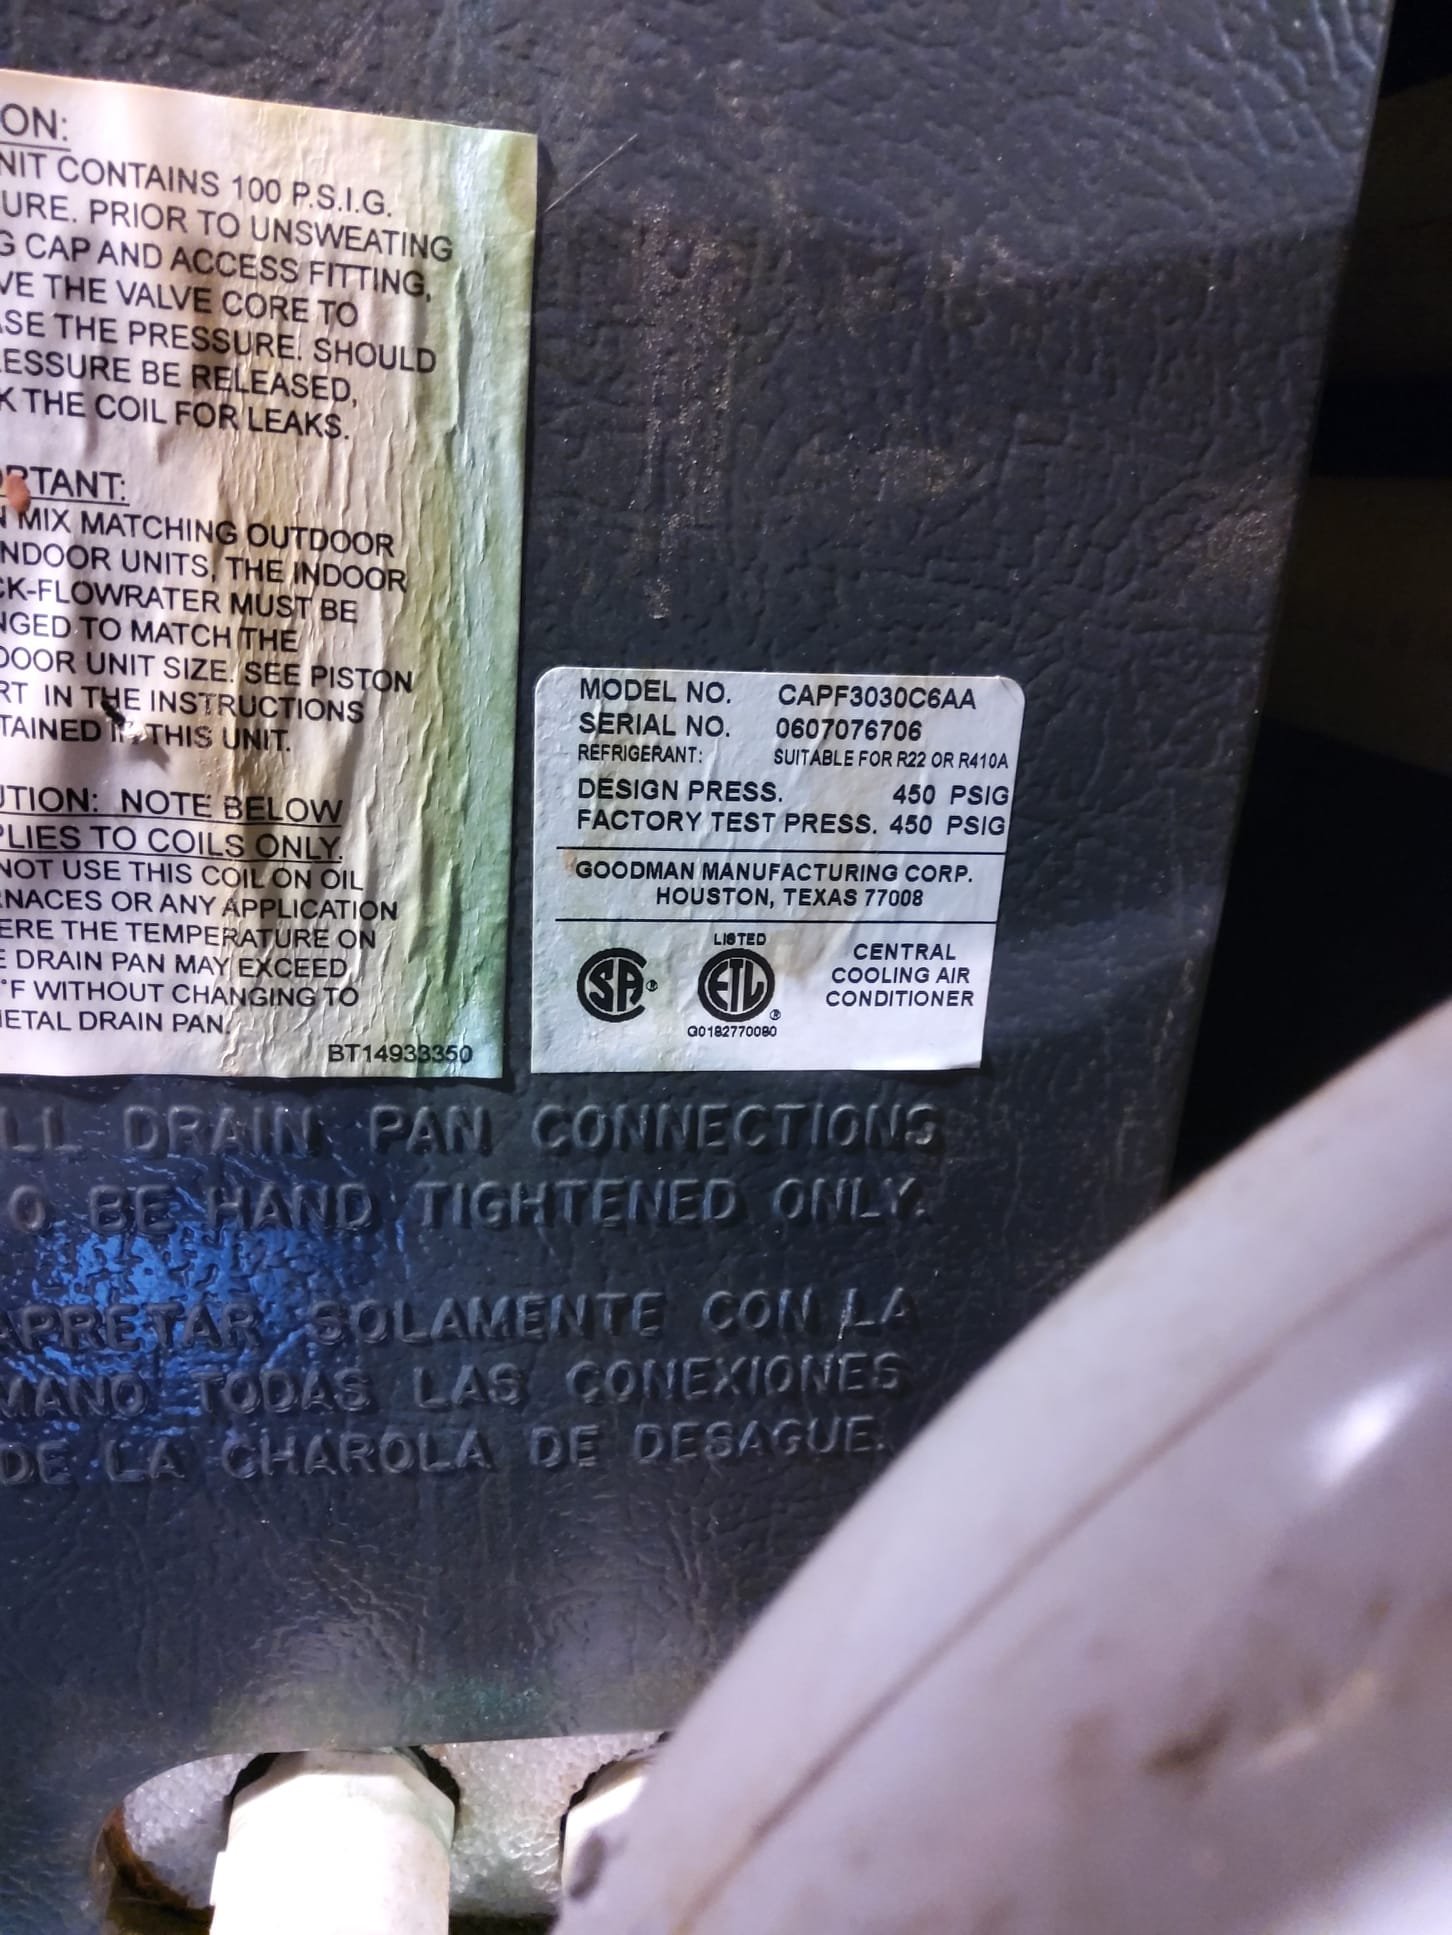 ON:
NIT CONTAINS 100 P.S.I.G.
URE. PRIOR TO UNSWEATING
G CAP AND ACCESS FITTING,
VE THE VALVE CORE TO
ASE THE PRESSURE. SHOULD
RESSURE BE RELEASED,
K THE COIL FOR LEAKS.
ORTANT:
N MIX MATCHING OUTDOOR
INDOOR UNITS, THE INDOOR
CK-FLOWRATER MUST BE
NGED TO MATCH THE
DOOR UNIT SIZE. SEE PISTON
RT IN THE INSTRUCTIONS
TAINED IN THIS UNIT.
UTION: NOTE BELOW
PLIES TO COILS ONLY.
NOT USE THIS COIL ON OIL
RNACES OR ANY APPLICATION
ERE THE TEMPERATURE ON
E DRAIN PAN MAY EXCEED
°F WITHOUT CHANGING TO
METAL DRAIN PAN.
BT14933350
MODEL NO. CAPF3030C6AA
SERIAL NO. 0607076706
REFRIGERANT: SUITABLE FOR R22 OR R410A
DESIGN PRESS. 450 PSIG
FACTORY TEST PRESS. 450 PSIG
GOODMAN MANUFACTURING CORP.
HOUSTON, TEXAS 77008
SA®
LISTED
ETL®
G0182770080
CENTRAL
COOLING AIR
CONDITIONER
LL DRAIN PAN CONNECTIONS
O BE HAND TIGHTENED ONLY.
APRETAR SOLAMENTE CON LA
MANO TODAS LAS CONEXIONES
DE LA CHAROLA DE DESAGUE.